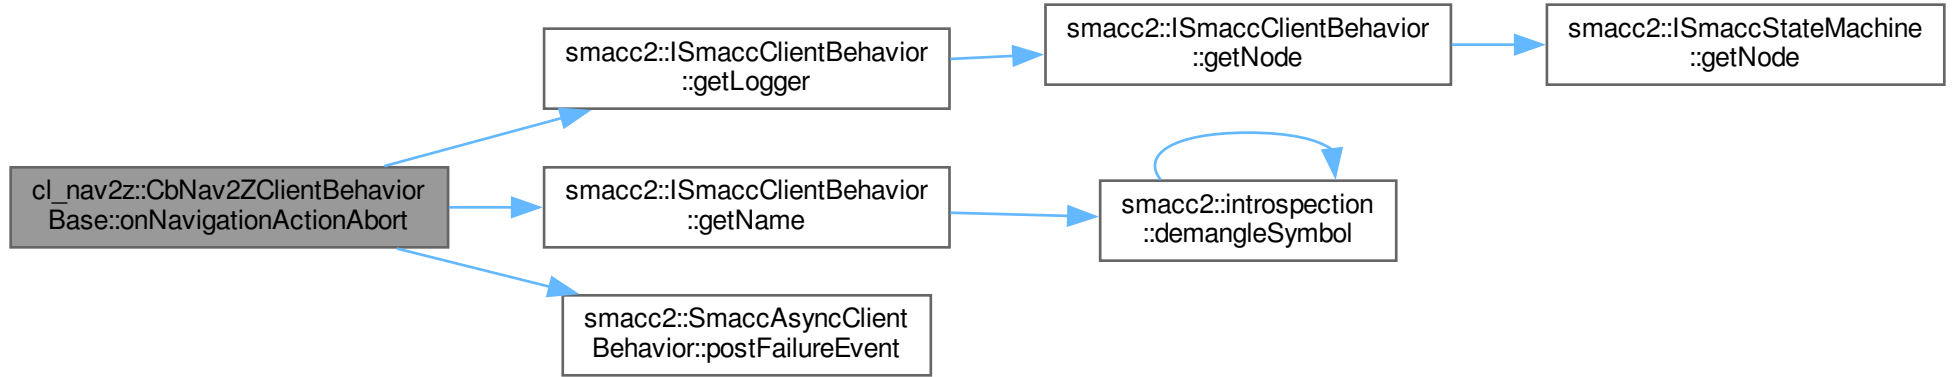 cl_nav2z::CbNav2ZClientBehavior
Base::onNavigationActionAbort
smacc2::ISmaccClientBehavior
::getLogger
smacc2::ISmaccClientBehavior
::getNode
smacc2::ISmaccStateMachine
::getNode
smacc2::ISmaccClientBehavior
::getName
smacc2::introspection
::demangleSymbol
smacc2::SmaccAsyncClient
Behavior::postFailureEvent